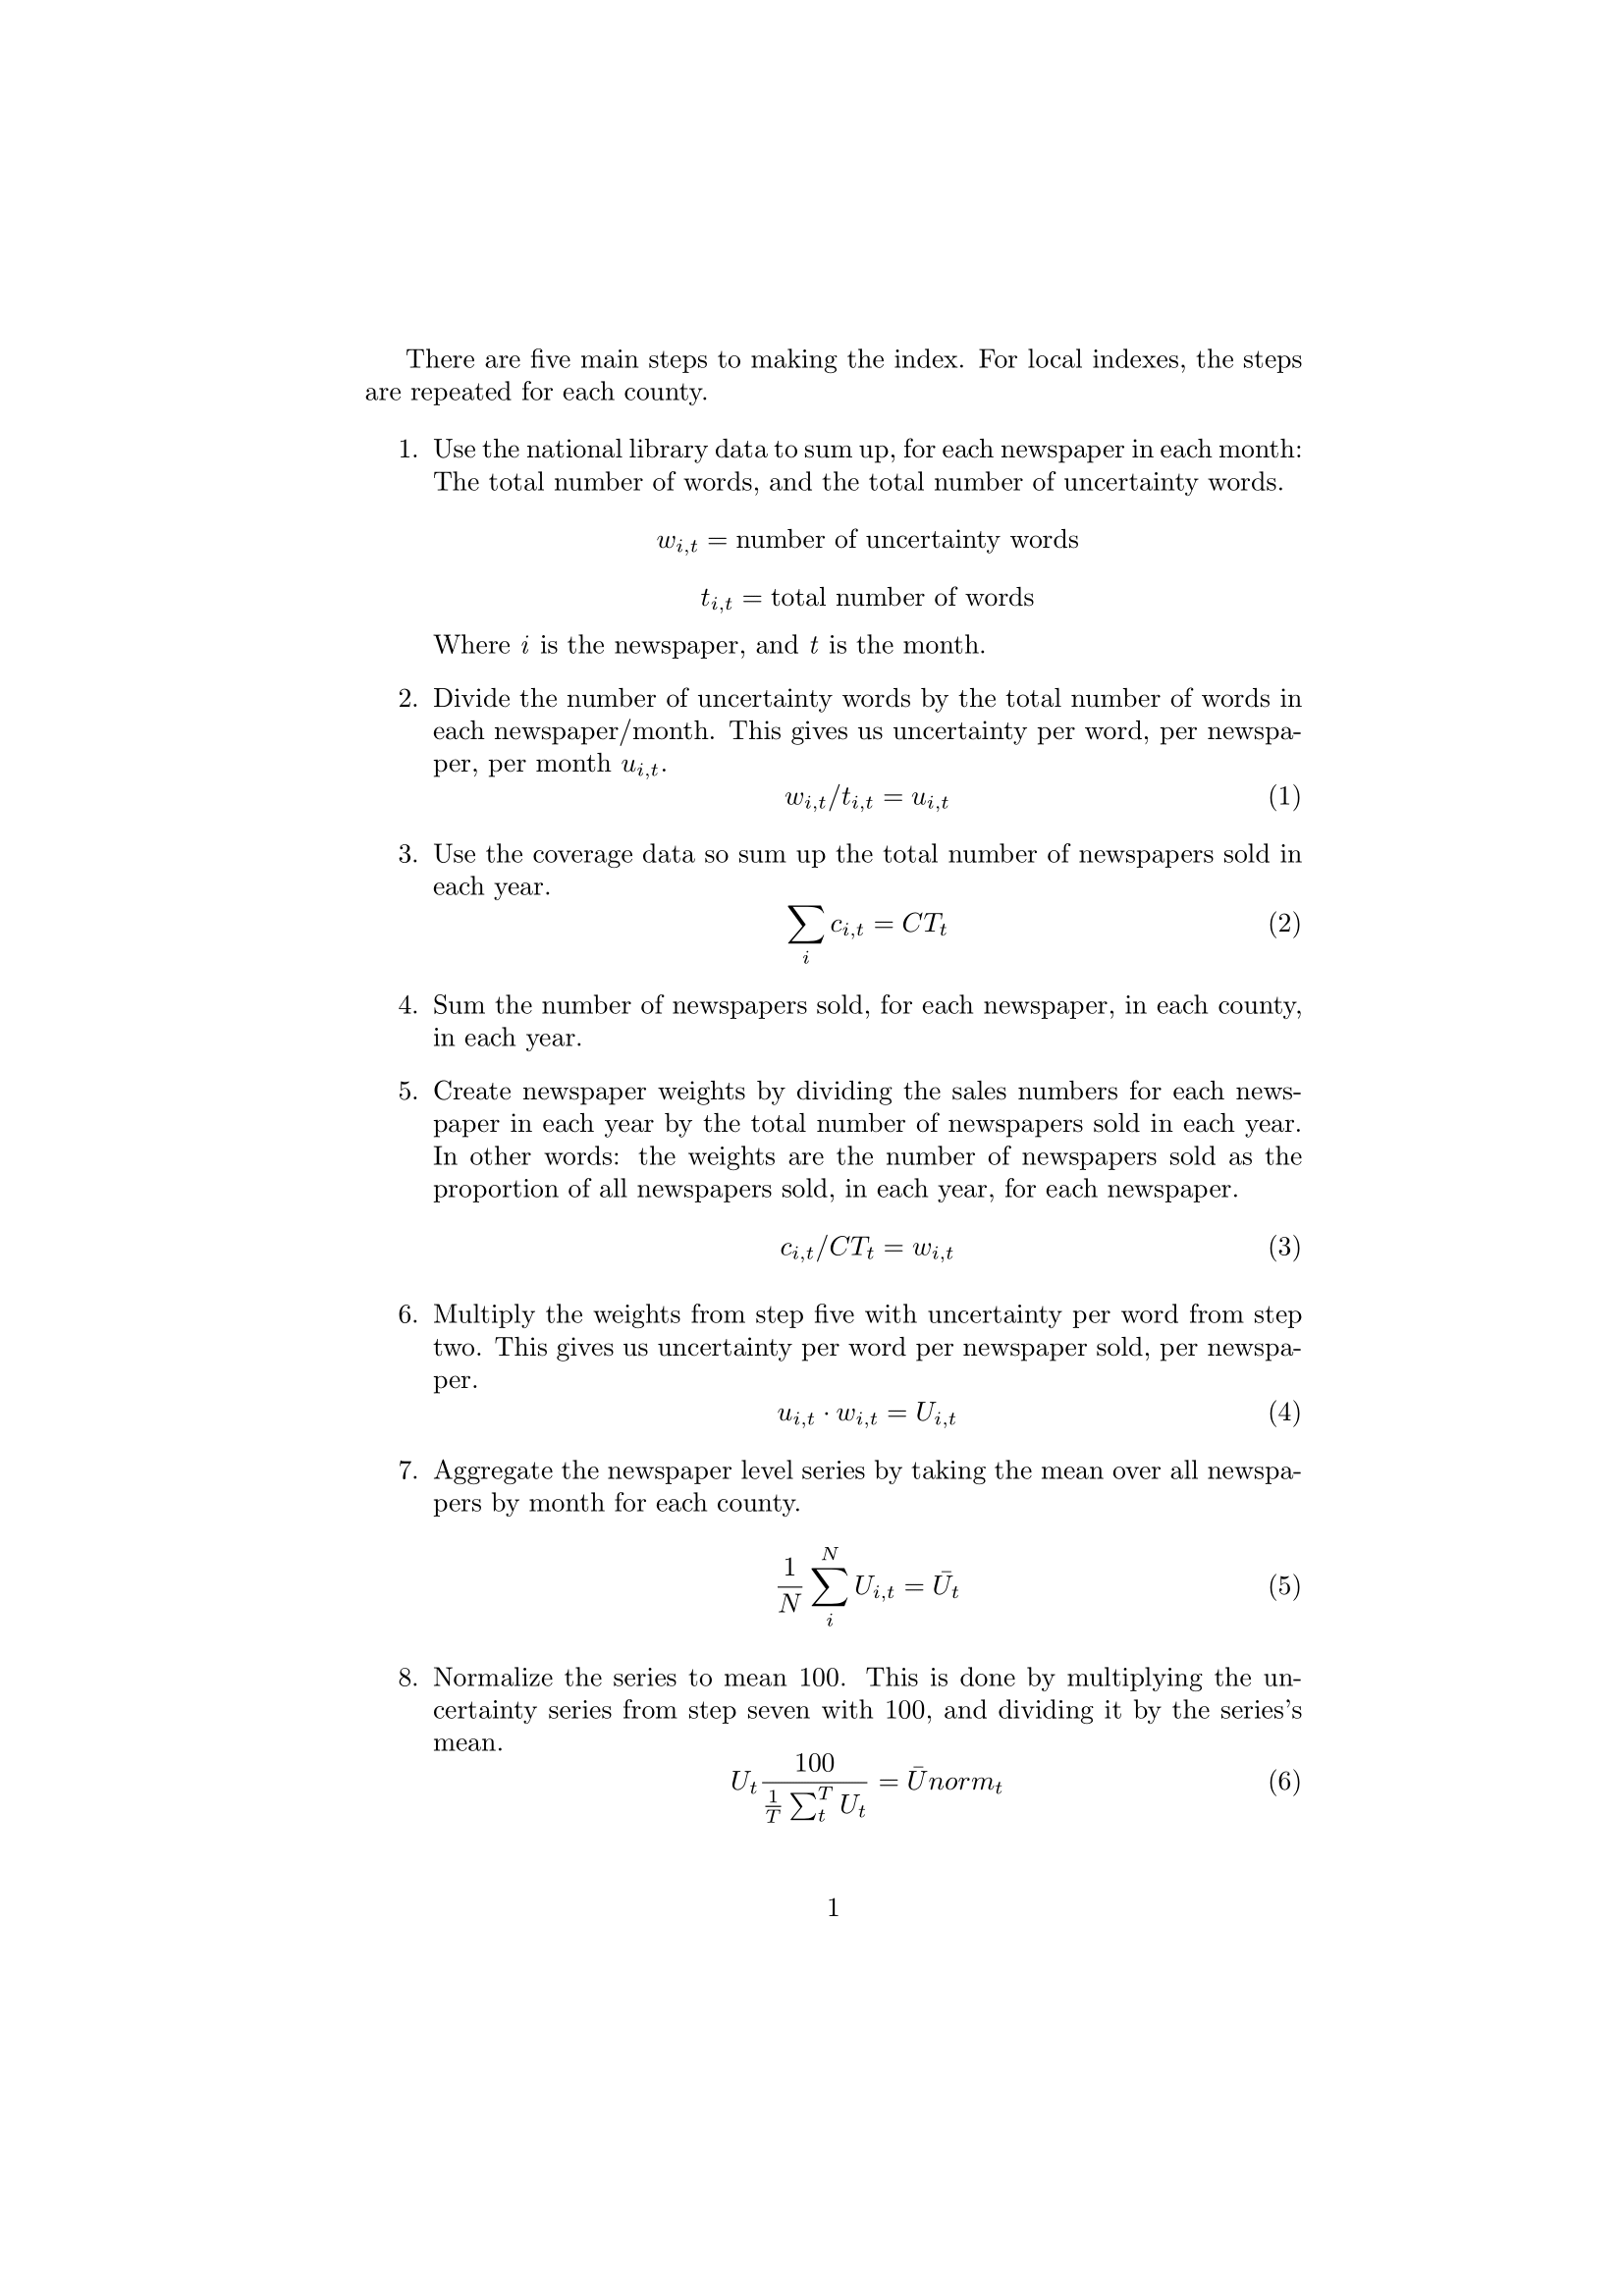 There are five main steps to making the index. For local indexes, the steps
are repeated for each county.
1. Use the national library data to sum up, for each newspaper in each month:
The total number of words, and the total number of uncertainty words.
w_{i,t} = number of uncertainty words
t_{i,t} = total number of words
Where i is the newspaper, and t is the month.
2. Divide the number of uncertainty words by the total number of words in
each newspaper/month. This gives us uncertainty per word, per newspa-
per, per month u_{i,t}.
w_{i,t}/t_{i,t} = u_{i,t} (1)
3. Use the coverage data so sum up the total number of newspapers sold in
each year.
\sum_i c_{i,t} = CT_t (2)
4. Sum the number of newspapers sold, for each newspaper, in each county,
in each year.
5. Create newspaper weights by dividing the sales numbers for each news-
paper in each year by the total number of newspapers sold in each year.
In other words: the weights are the number of newspapers sold as the
proportion of all newspapers sold, in each year, for each newspaper.
c_{i,t}/CT_t = w_{i,t} (3)
6. Multiply the weights from step five with uncertainty per word from step
two. This gives us uncertainty per word per newspaper sold, per newspa-
per.
u_{i,t} · w_{i,t} = U_{i,t} (4)
7. Aggregate the newspaper level series by taking the mean over all newspa-
pers by month for each county.
\frac{1}{N} \sum_i^N U_{i,t} = \bar{U}_t (5)
8. Normalize the series to mean 100. This is done by multiplying the un-
certainty series from step seven with 100, and dividing it by the series's
mean.
U_t \frac{100}{\frac{1}{T} \sum_t^T U_t} = \bar{U}norm_t (6)
1